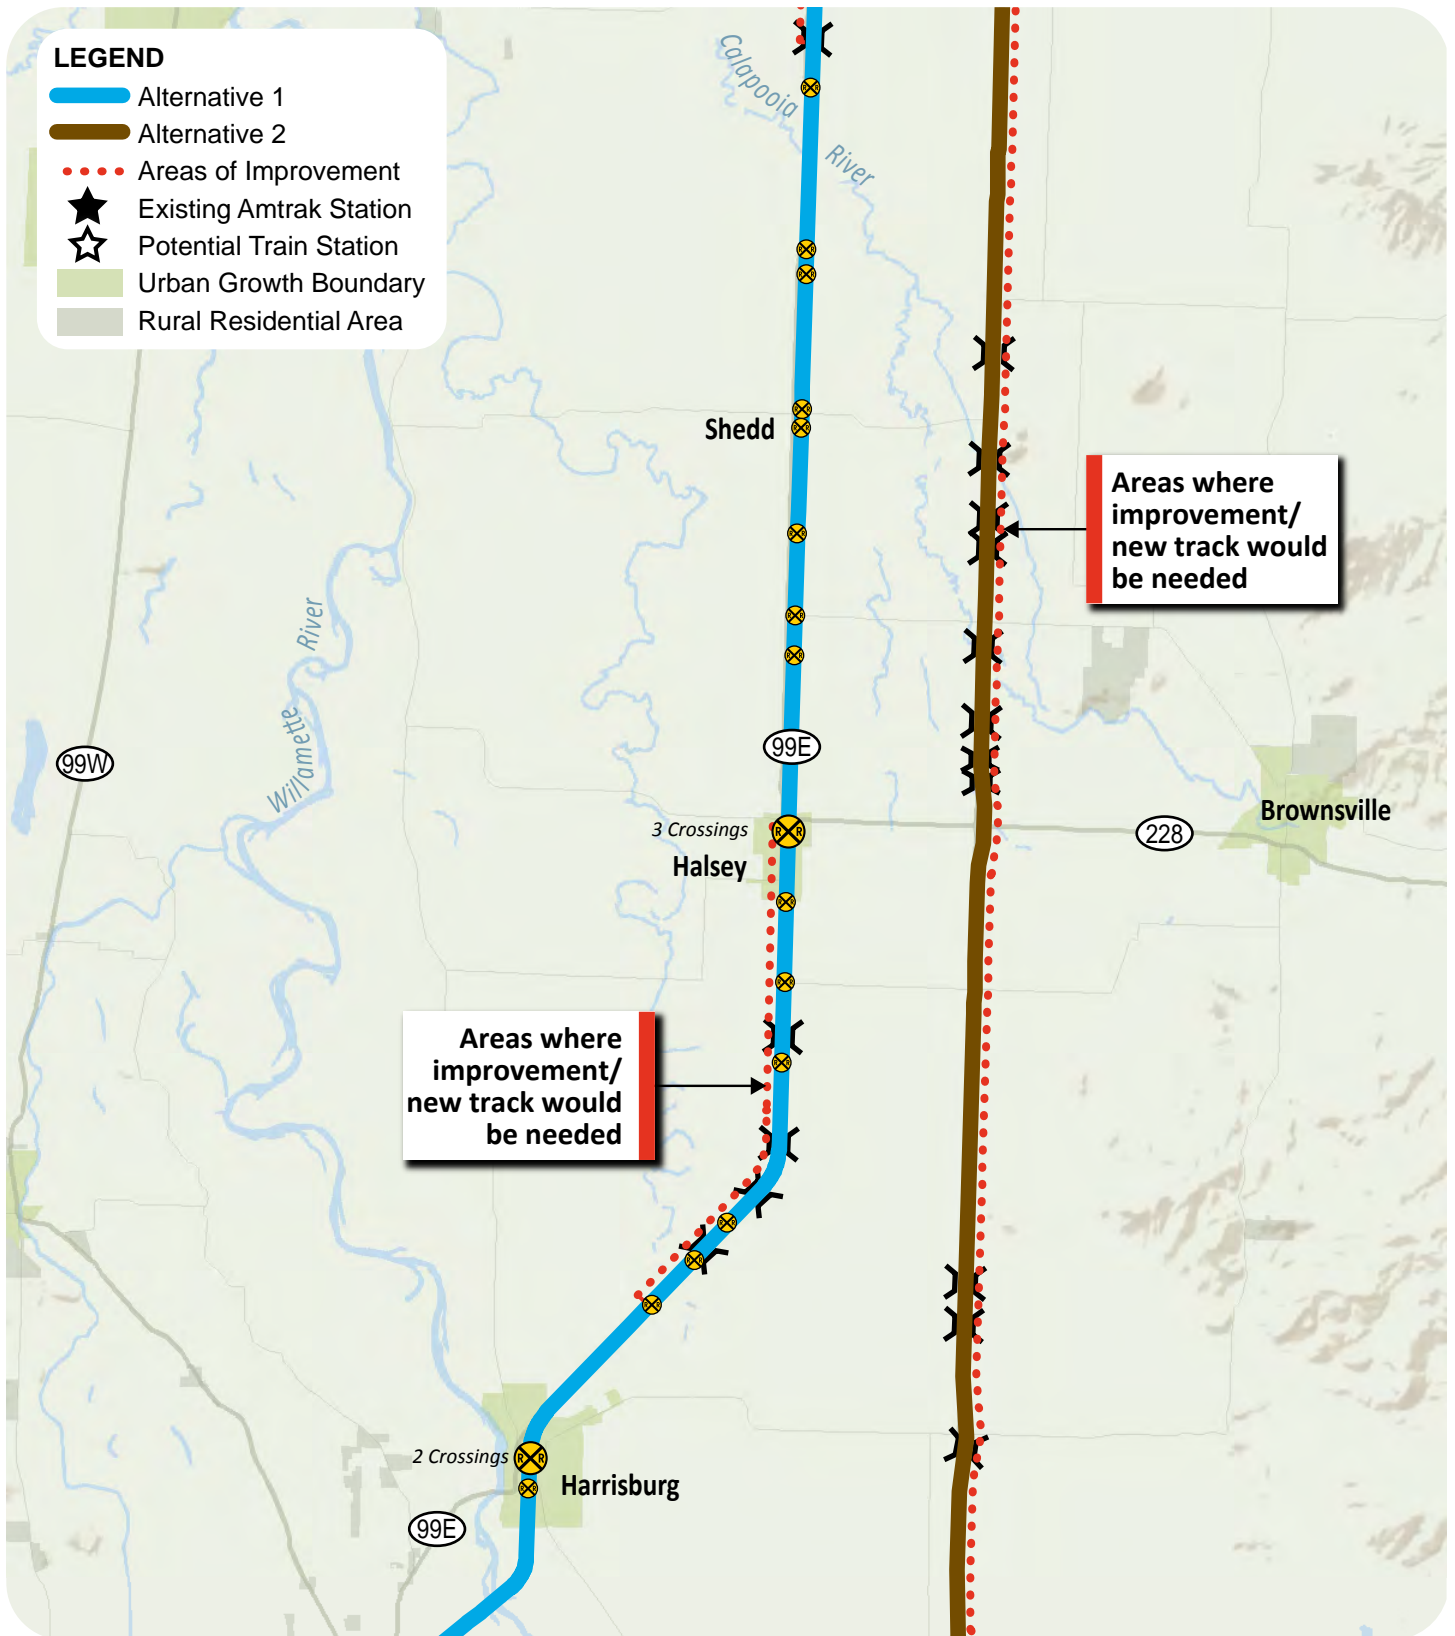 LEGEND
Alternative 1
Alternative 2
Areas of Improvement
Existing Amtrak Station
Potential Train Station
Urban Growth Boundary
Rural Residential Area
Calapooia
River
Shedd
Areas where
improvement/
new track would
be needed
Willamette
River
99W
99E
3 Crossings
R R
Halsey
228
Brownsville
Areas where
improvement/
new track would
be needed
2 Crossings
R R
Harrisburg
99E